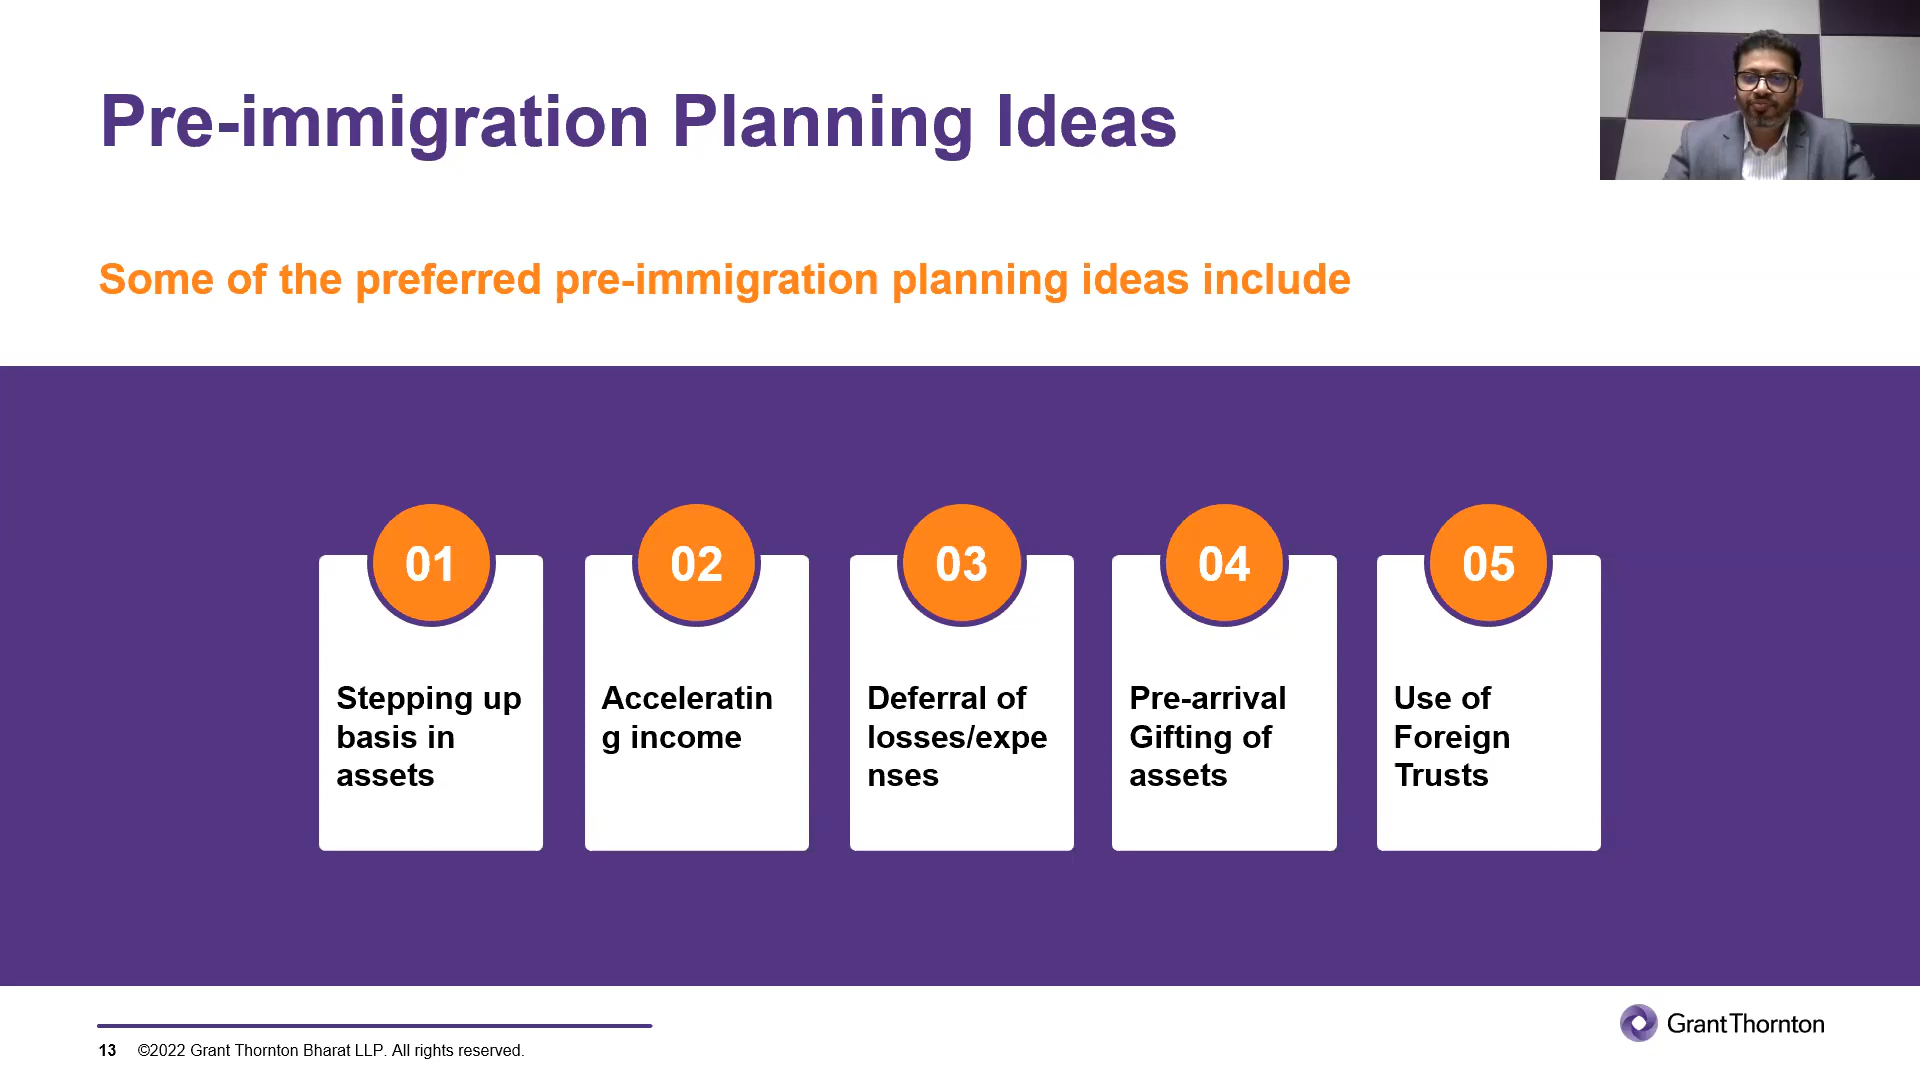 Pre-immigration Planning Ideas
Some of the preferred pre-immigration planning ideas include
01
Stepping up
basis in
assets
02
Acceleratin
g income
03
Deferral of
losses/expe
nses
04
Pre-arrival
Gifting of
assets
05
Use of
Foreign
Trusts
13 ©2022 Grant Thornton Bharat LLP. All rights reserved.
Grant Thornton